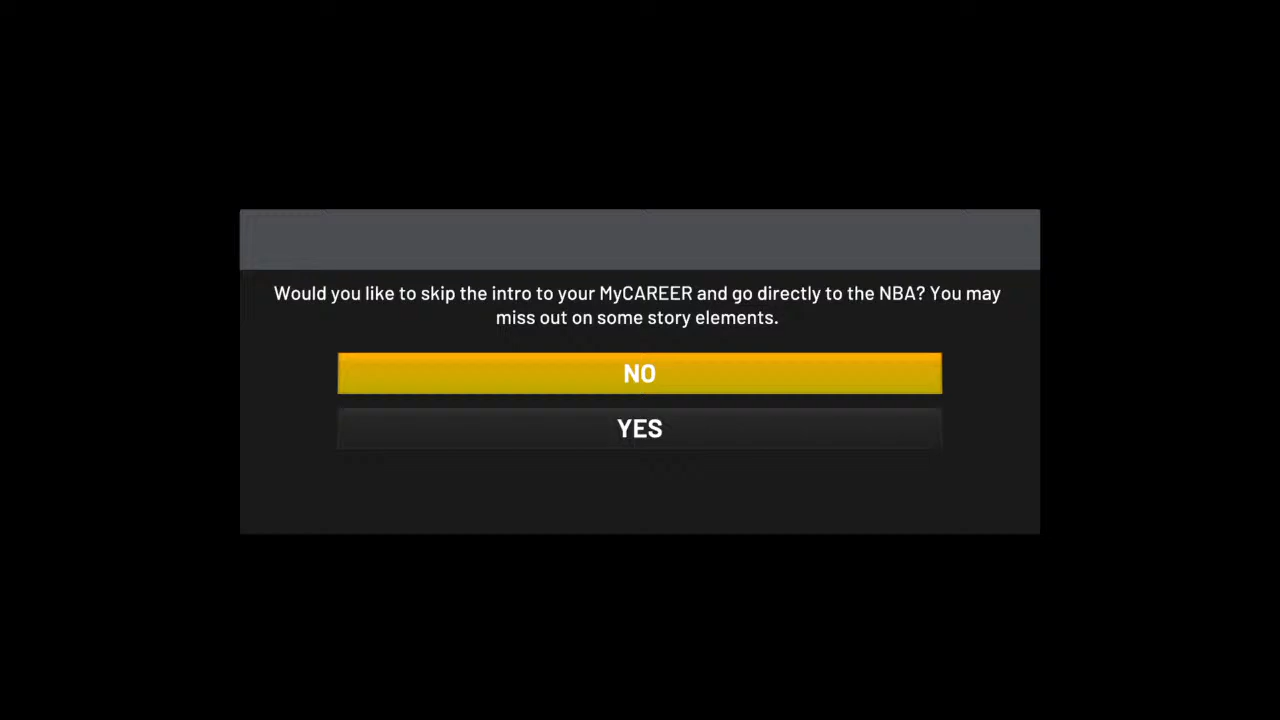 Would you like to skip the intro to your MyCAREER and go directly to the NBA? You may
miss out on some story elements.
NO
YES